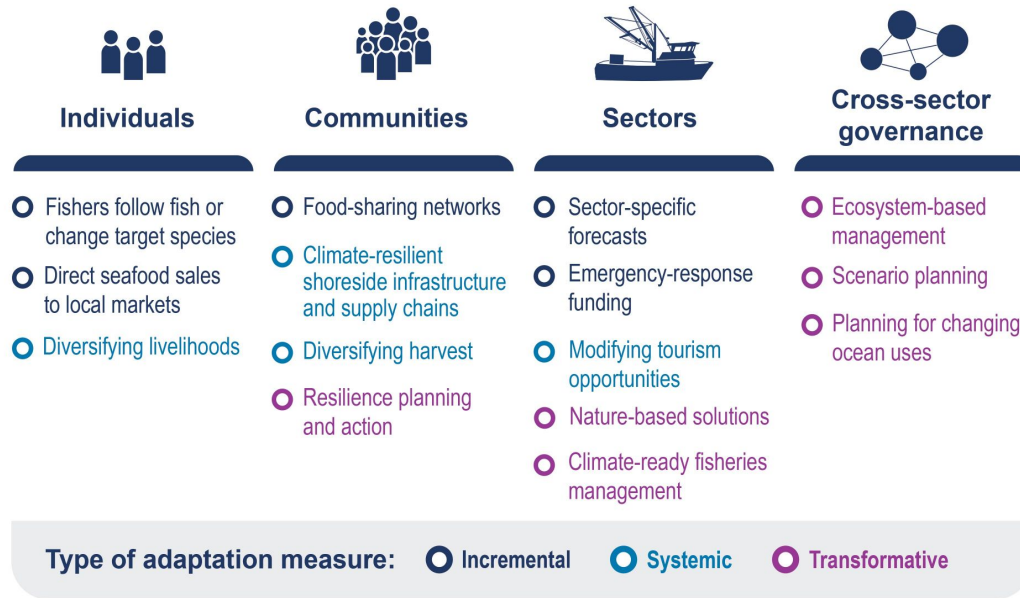 Individuals
Fishers follow fish or
change target species
Direct seafood sales
to local markets
Diversifying livelihoods
Communities
Food-sharing networks
Climate-resilient
shoreside infrastructure
and supply chains
Diversifying harvest
Resilience planning
and action
Sectors
Sector-specific
forecasts
Emergency-response
funding
Modifying tourism
opportunities
Nature-based solutions
Climate-ready fisheries
management
Cross-sector
governance
Ecosystem-based
management
Scenario planning
Planning for changing
ocean uses
Type of adaptation measure: Incremental Systemic Transformative